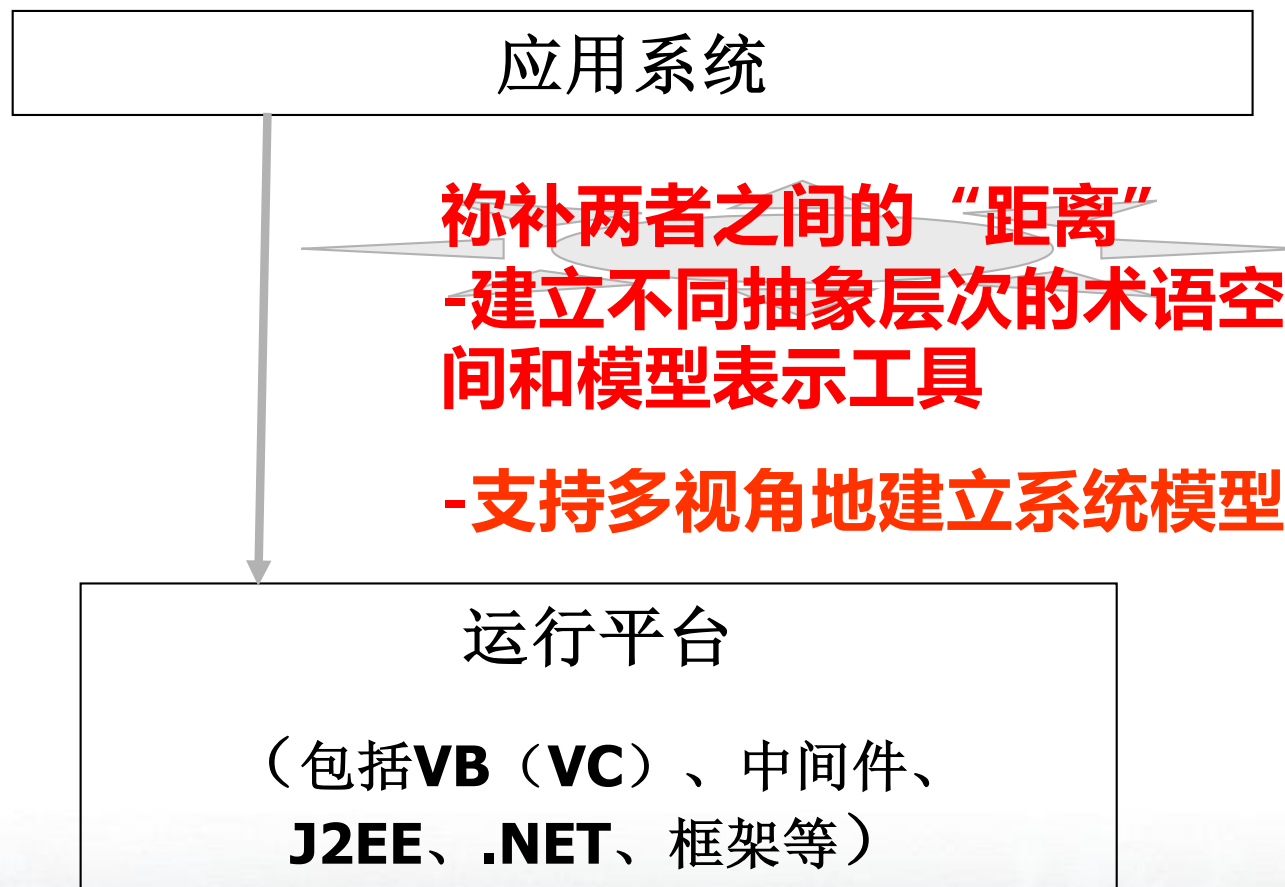 应用系统
祢补两者之间的“距离”
-建立不同抽象层次的术语空
间和模型表示工具
-支持多视角地建立系统模型
运行平台
（包括VB（VC）、中间件、
J2EE、.NET、框架等）